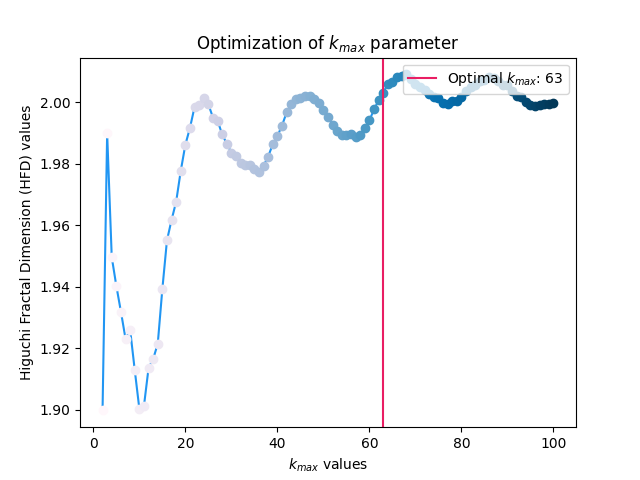 Optimization of k_max parameter
Optimal k_max: 63
2.00
1.98
1.96
1.94
1.92
1.90
Higuchi Fractal Dimension (HFD) values
0 20 40 60 80 100
k_max values